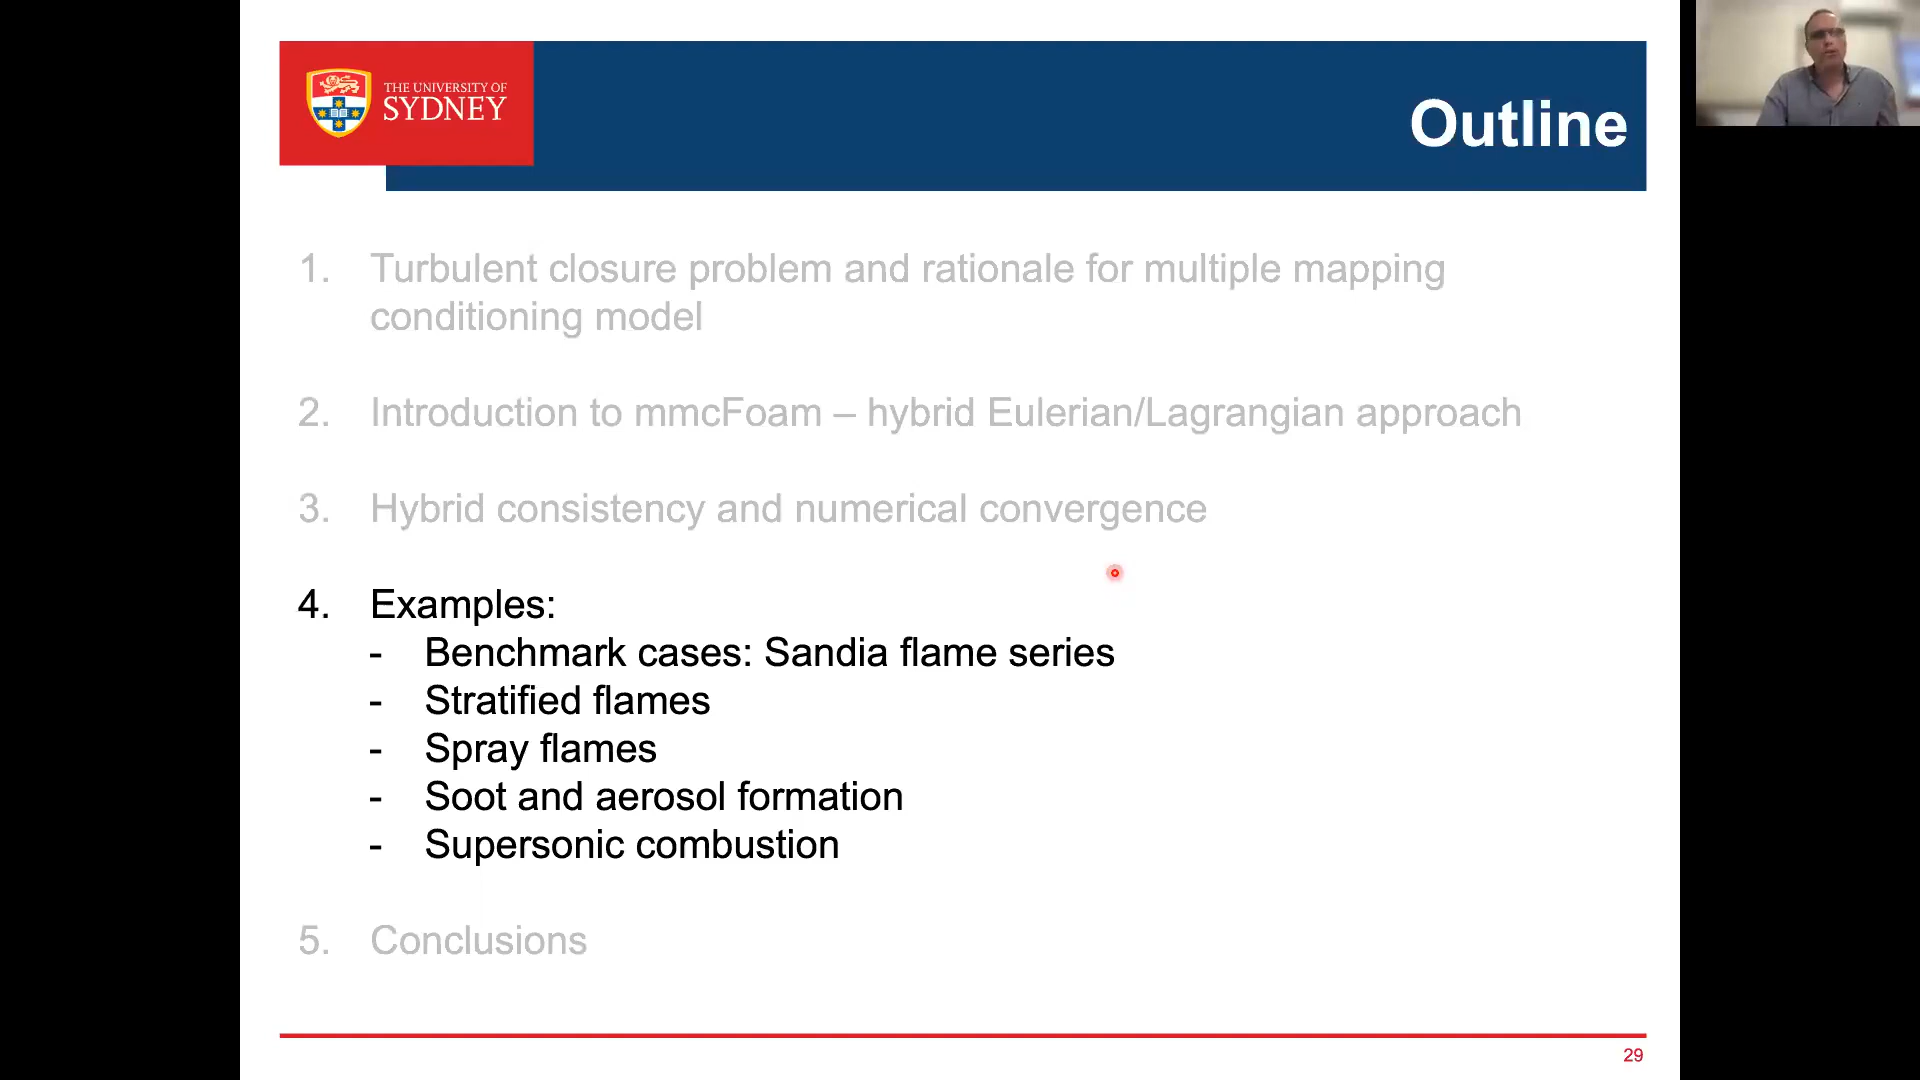 THE UNIVERSITY OF
SYDNEY
Outline
1. Turbulent closure problem and rationale for multiple mapping
conditioning model
2. Introduction to mmcFoam – hybrid Eulerian/Lagrangian approach
3. Hybrid consistency and numerical convergence
4. Examples:
- Benchmark cases: Sandia flame series
- Stratified flames
- Spray flames
- Soot and aerosol formation
- Supersonic combustion
5. Conclusions
29